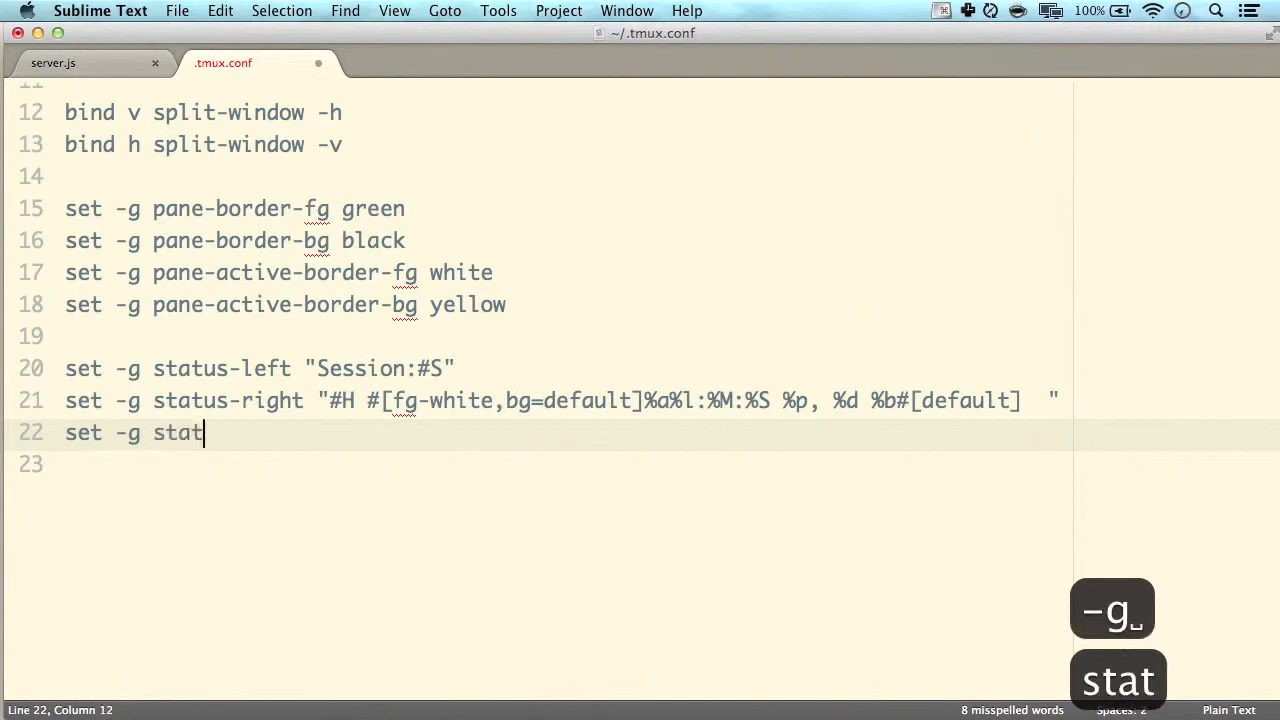 Sublime Text File Edit Selection Find View Goto Tools Project Window Help 100%
~/.tmux.conf
server.js × .tmux.conf
11
12 bind v split-window -h
13 bind h split-window -v
14
15 set -g pane-border-fg green
16 set -g pane-border-bg black
17 set -g pane-active-border-fg white
18 set -g pane-active-border-bg yellow
19
20 set -g status-left "Session:#S"
21 set -g status-right "#H #[fg-white,bg=default]%a%l:%M:%S %p, %d %b#[default]  "
22 set -g stat
23
-g␣
stat
Line 22, Column 12 8 misspelled words Spaces: 2 Plain Text